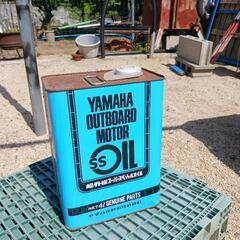 YAMAHA
OUTBOARD
MOTOR
SS OIL
NET 4ℓ GENUINE PARTS